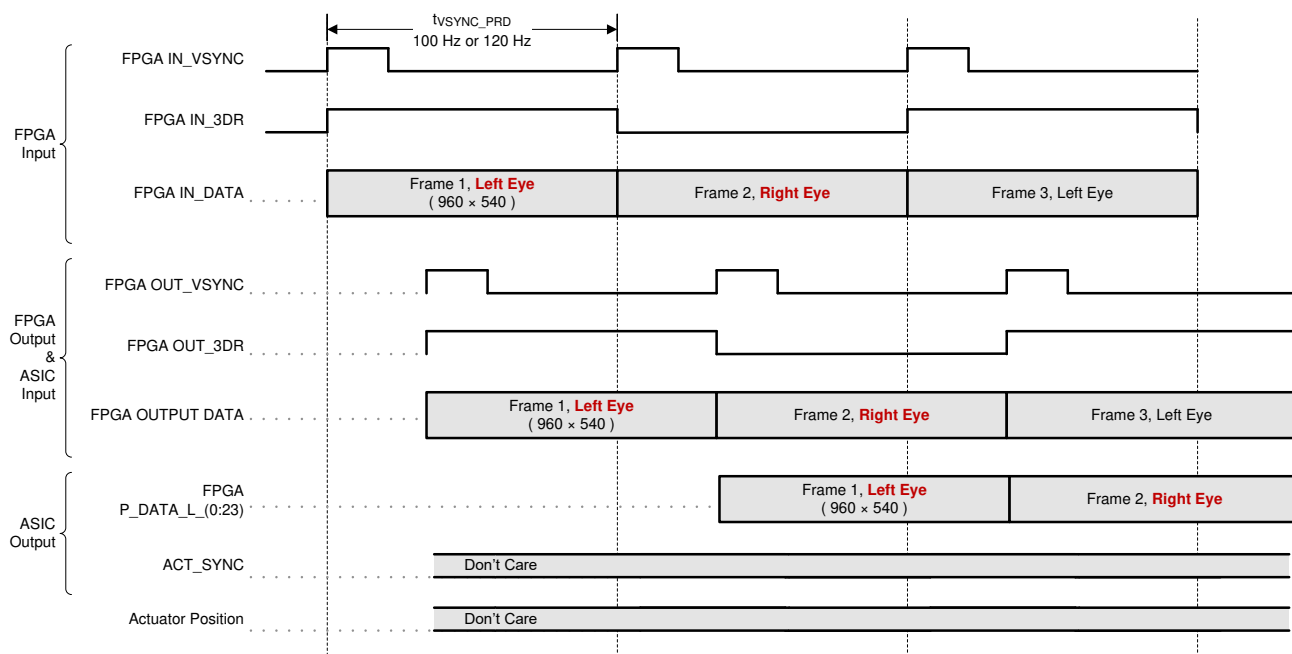 tVSYNC_PRD
100 Hz or 120 Hz
FPGA IN_VSYNC
FPGA IN_3DR
FPGA
Input
FPGA IN_DATA
Frame 1, Left Eye
( 960 × 540 )
Frame 2, Right Eye
Frame 3, Left Eye
FPGA OUT_VSYNC
FPGA
Output
&
ASIC
Input
FPGA OUT_3DR
FPGA OUTPUT DATA
Frame 1, Left Eye
( 960 × 540 )
Frame 2, Right Eye
Frame 3, Left Eye
FPGA
P_DATA_L_(0:23)
Frame 1, Left Eye
( 960 × 540 )
Frame 2, Right Eye
ASIC
Output
ACT_SYNC
Don't Care
Actuator Position
Don't Care